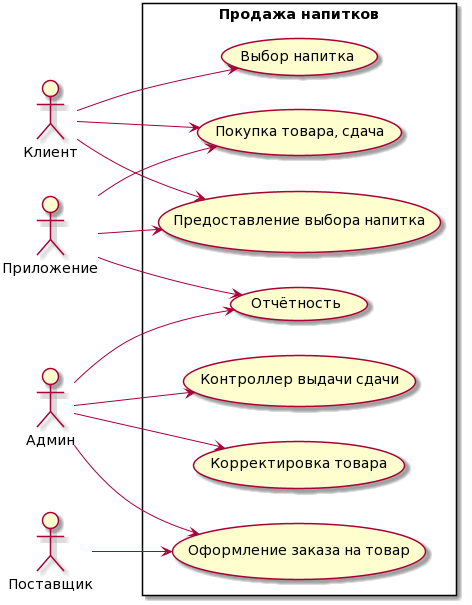 Продажа напитков
Выбор напитка
Клиент
Покупка товара, сдача
Предоставление выбора напитка
Приложение
Отчётность
Контроллер выдачи сдачи
Админ
Корректировка товара
Оформление заказа на товар
Поставщик